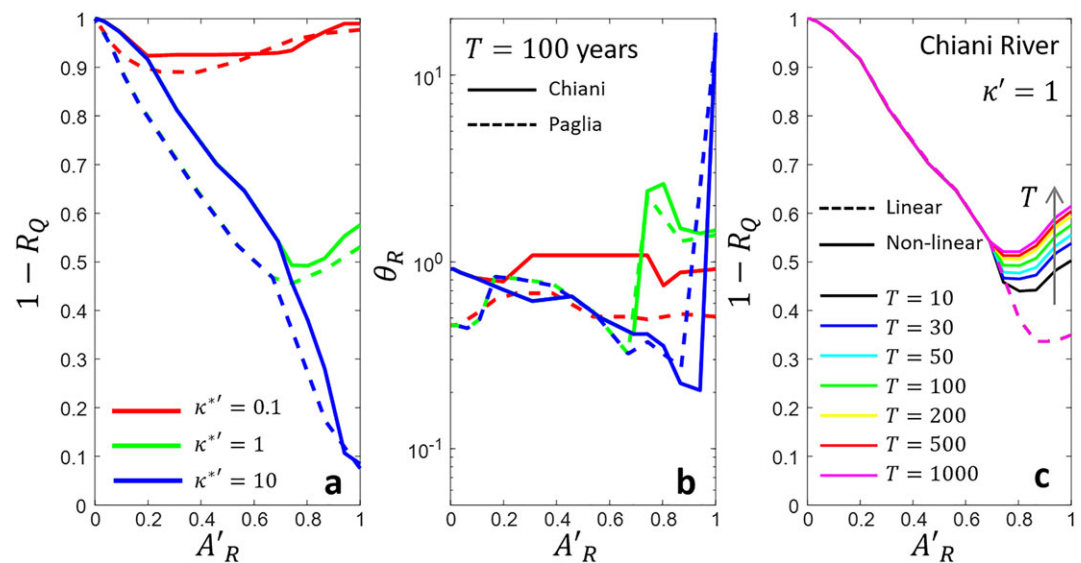 1
0.9
0.8
0.7
0.6
0.5
0.4
0.3
0.2
0.1
0
0 0.2 0.4 0.6 0.8 1
1 − R_Q
A′_R
κ*′ = 0.1
κ*′ = 1
κ*′ = 10
a
T = 100 years
Chiani
Paglia
10^1
10^0
10^-1
θ_R
0 0.2 0.4 0.6 0.8 1
A′_R
b
Chiani River
κ′ = 1
T
Linear
Non-linear
T = 10
T = 30
T = 50
T = 100
T = 200
T = 500
T = 1000
1
0.9
0.8
0.7
0.6
0.5
0.4
0.3
0.2
0.1
0
0 0.2 0.4 0.6 0.8 1
1 − R_Q
A′_R
c